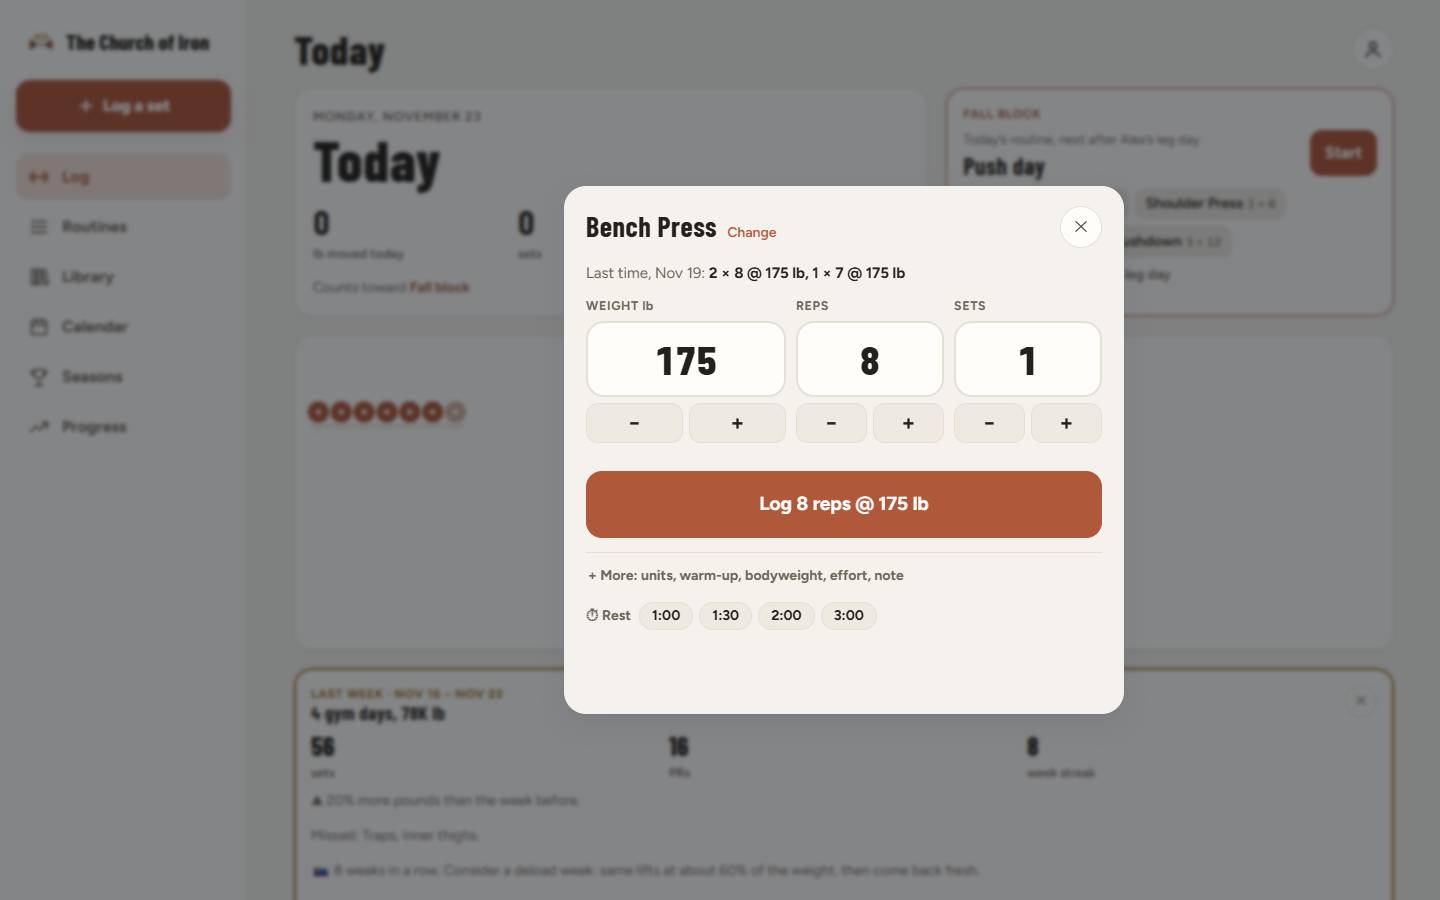 The Church of Iron
+ Log a set
Log
Routines
Library
Calendar
Seasons
Progress
Today
MONDAY, NOVEMBER 23
Today
0
lb moved today
0
sets
Counts toward Fall block
FALL BLOCK
Today's routine, next after Alex's leg day
Push day
Start
Shoulder Press 3 × 8
3 × 12
leg day
Bench Press Change
Last time, Nov 19: 2 × 8 @ 175 lb, 1 × 7 @ 175 lb
WEIGHT lb
REPS
SETS
175
8
1
− +
− +
− +
Log 8 reps @ 175 lb
+ More: units, warm-up, bodyweight, effort, note
Rest 1:00 1:30 2:00 3:00
LAST WEEK · NOV 16 – NOV 22
4 gym days, 78K lb
56
sets
16
PRs
8
week streak
▲ 20% more pounds than the week before.
Missed: Traps, Inner thighs.
8 weeks in a row. Consider a deload week: same lifts at about 60% of the weight, then come back fresh.